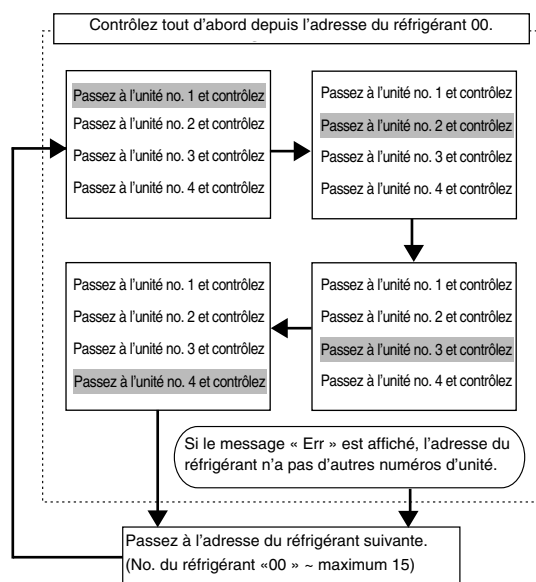 Contrôlez tout d'abord depuis l'adresse du réfrigérant 00.
Passez à l'unité no. 1 et contrôlez
Passez à l'unité no. 2 et contrôlez
Passez à l'unité no. 3 et contrôlez
Passez à l'unité no. 4 et contrôlez
Passez à l'unité no. 1 et contrôlez
Passez à l'unité no. 2 et contrôlez
Passez à l'unité no. 3 et contrôlez
Passez à l'unité no. 4 et contrôlez
Passez à l'unité no. 1 et contrôlez
Passez à l'unité no. 2 et contrôlez
Passez à l'unité no. 3 et contrôlez
Passez à l'unité no. 4 et contrôlez
Passez à l'unité no. 1 et contrôlez
Passez à l'unité no. 2 et contrôlez
Passez à l'unité no. 3 et contrôlez
Passez à l'unité no. 4 et contrôlez
Si le message « Err » est affiché, l'adresse du
réfrigérant n'a pas d'autres numéros d'unité.
Passez à l'adresse du réfrigérant suivante.
(No. du réfrigérant «00 » ~ maximum 15)